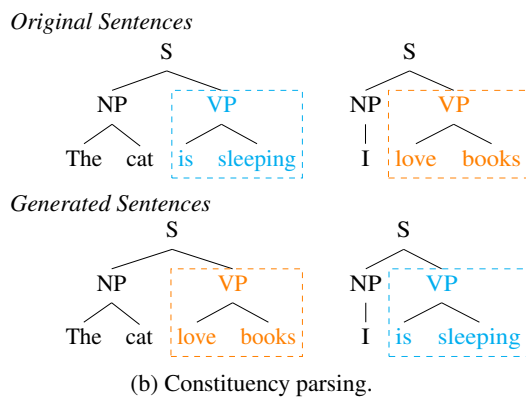 Original Sentences
S S
NP VP NP VP
The cat is sleeping I love books
Generated Sentences
S S
NP VP NP VP
The cat love books I is sleeping
(b) Constituency parsing.